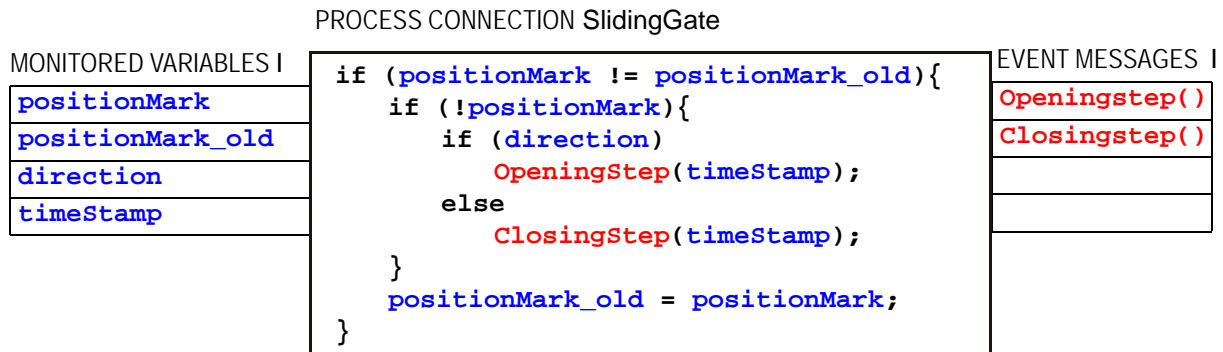 PROCESS CONNECTION SlidingGate
MONITORED VARIABLES I
positionMark
positionMark_old
direction
timeStamp
if (positionMark != positionMark_old){
if (!positionMark){
if (direction)
OpeningStep(timeStamp);
else
ClosingStep(timeStamp);
}
positionMark_old = positionMark;
}
EVENT MESSAGES I
Openingstep()
Closingstep()